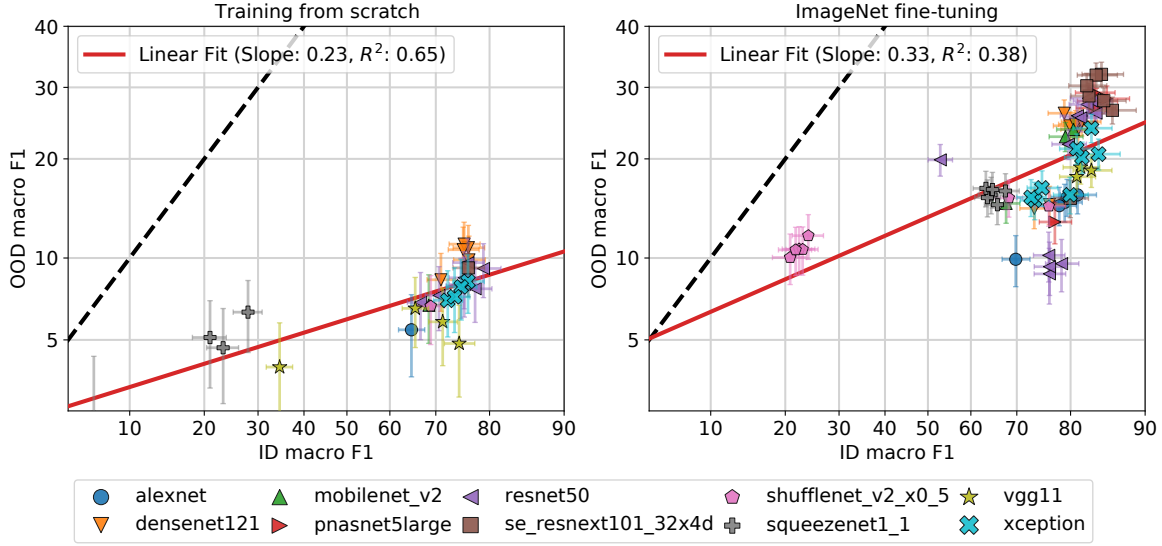 Training from scratch
ImageNet fine-tuning
Linear Fit (Slope: 0.23, R²: 0.65)
Linear Fit (Slope: 0.33, R²: 0.38)
OOD macro F1
40
30
20
10
5
10 20 30 40 50 60 70 80 90
ID macro F1
OOD macro F1
40
30
20
10
5
10 20 30 40 50 60 70 80 90
ID macro F1
alexnet mobilenet_v2 resnet50 shufflenet_v2_x0_5 vgg11
densenet121 pnasnet5large se_resnext101_32x4d squeezenet1_1 xception